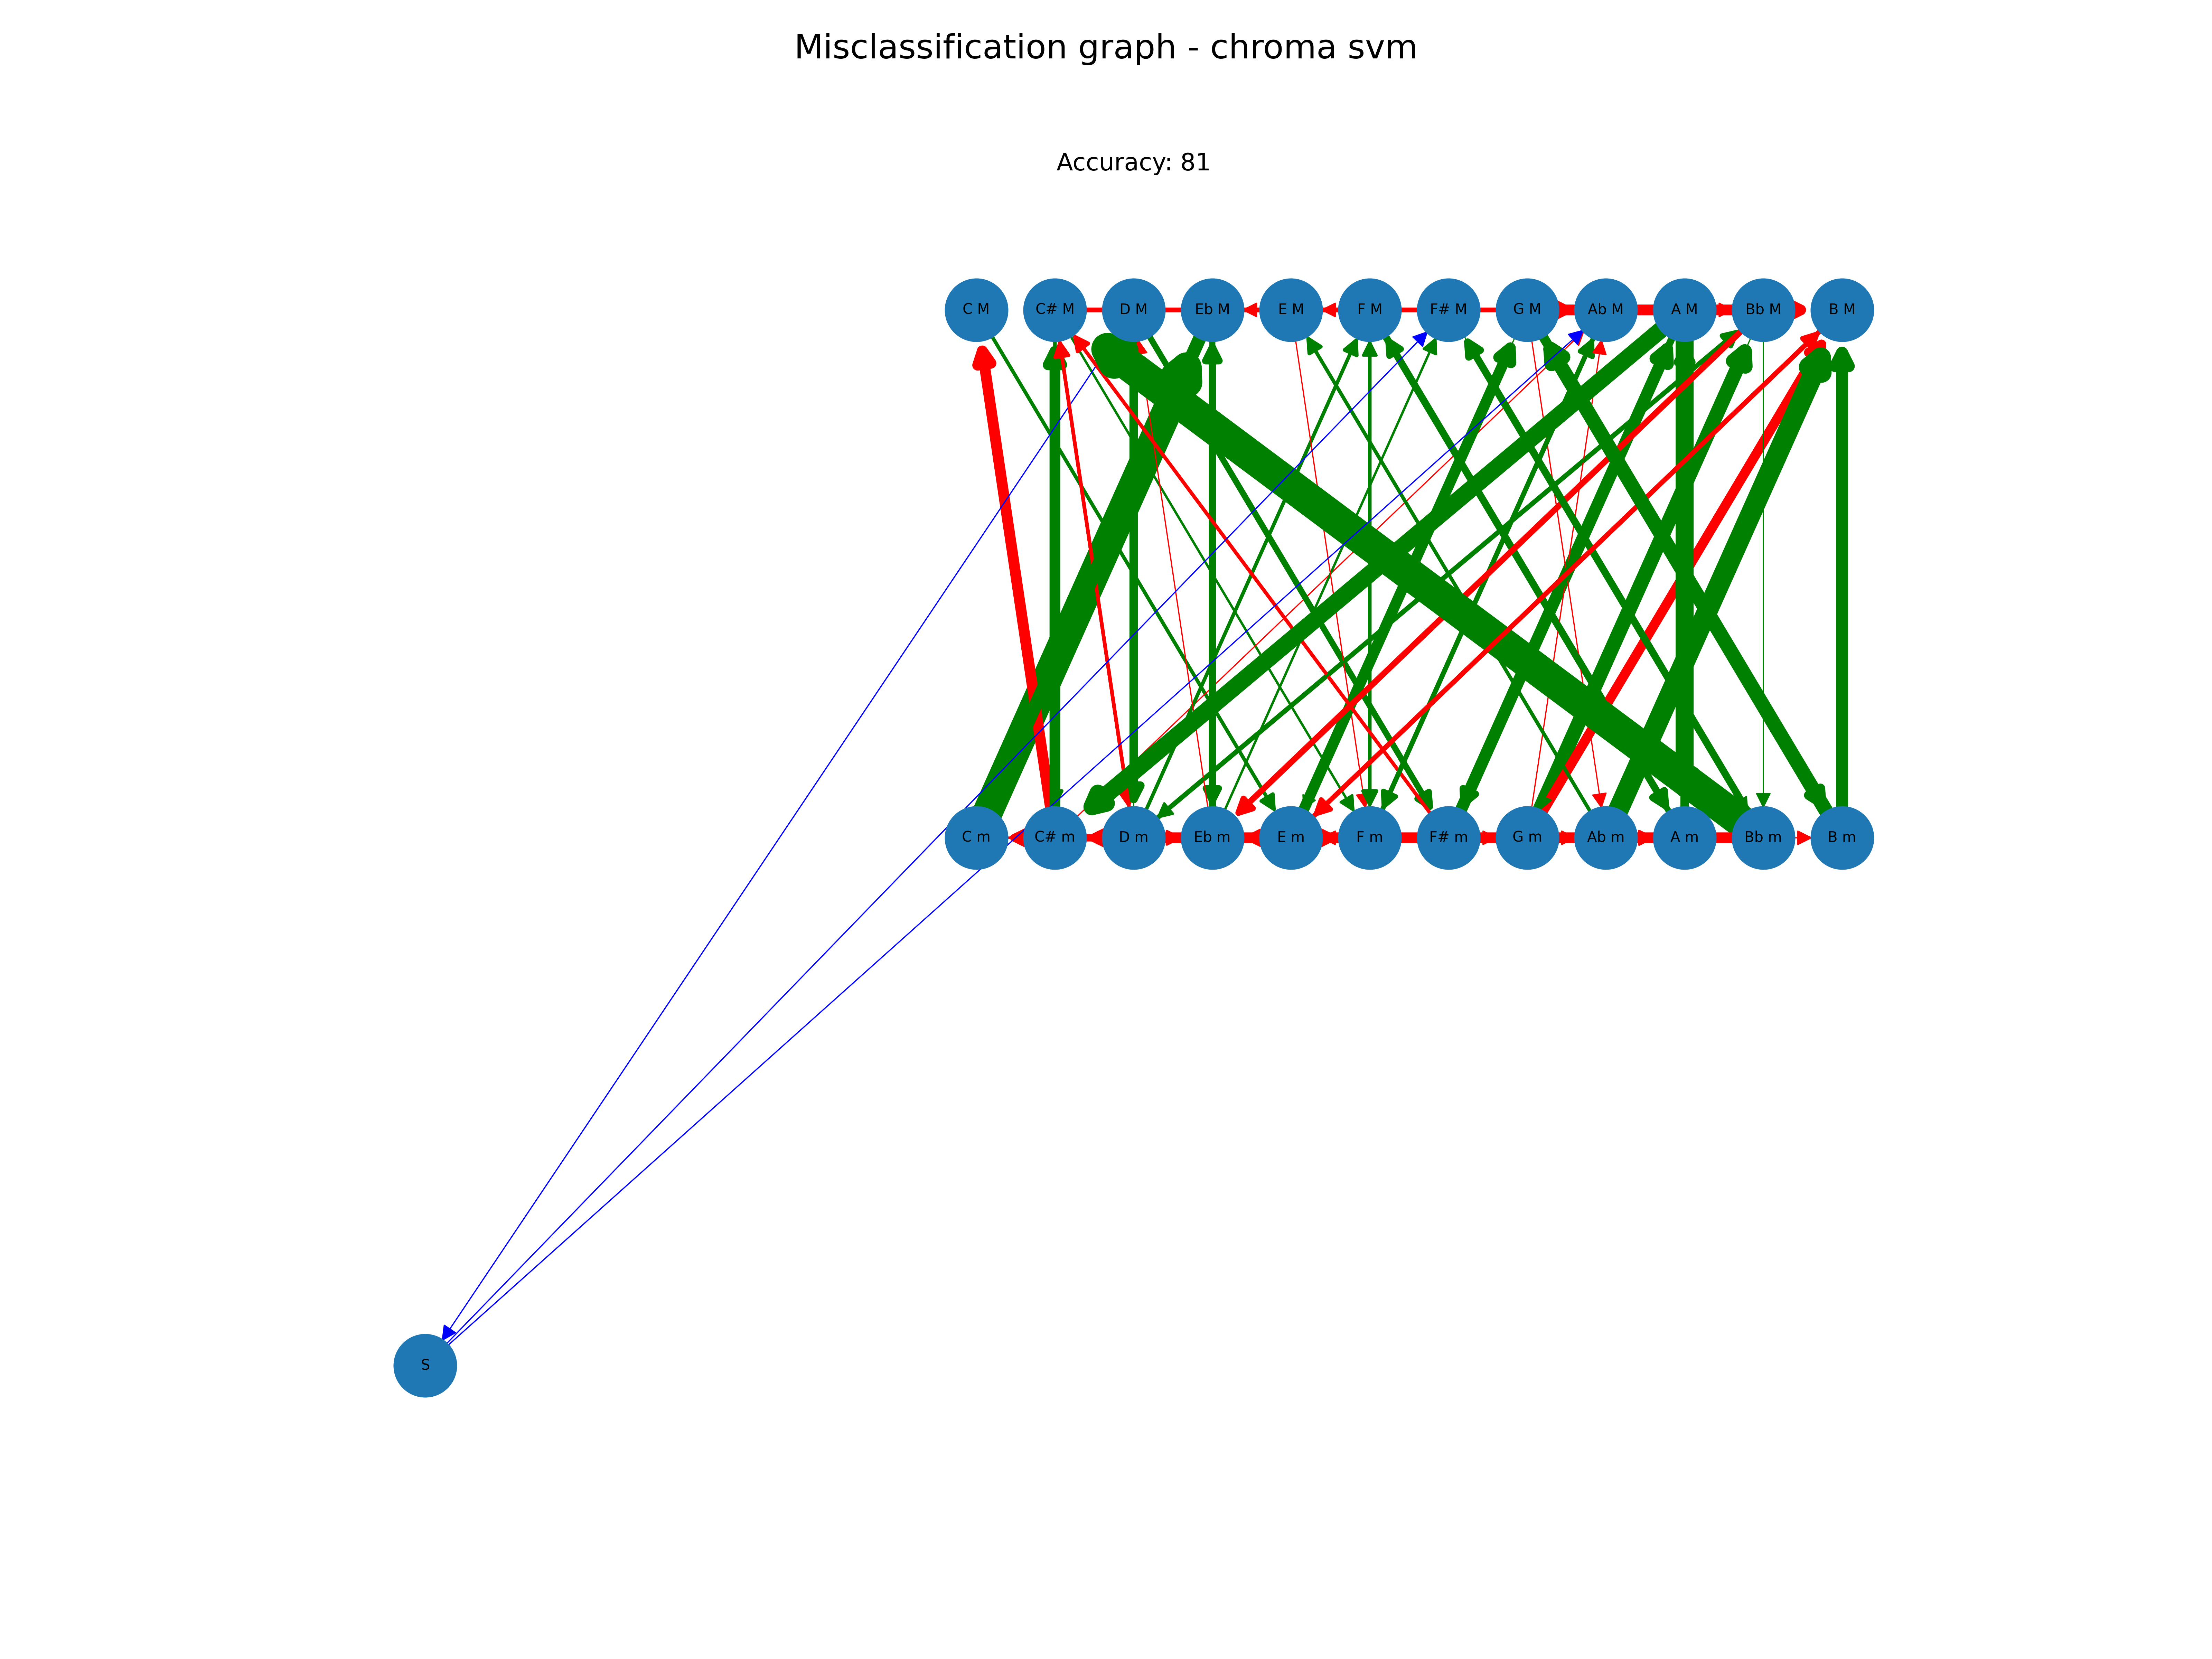 Misclassification graph - chroma svm
Accuracy: 81
C M C# M D M Eb M E M F M F# M G M Ab M A M Bb M B M
C m C# m D m Eb m E m F m F# m G m Ab m A m Bb m B m
S